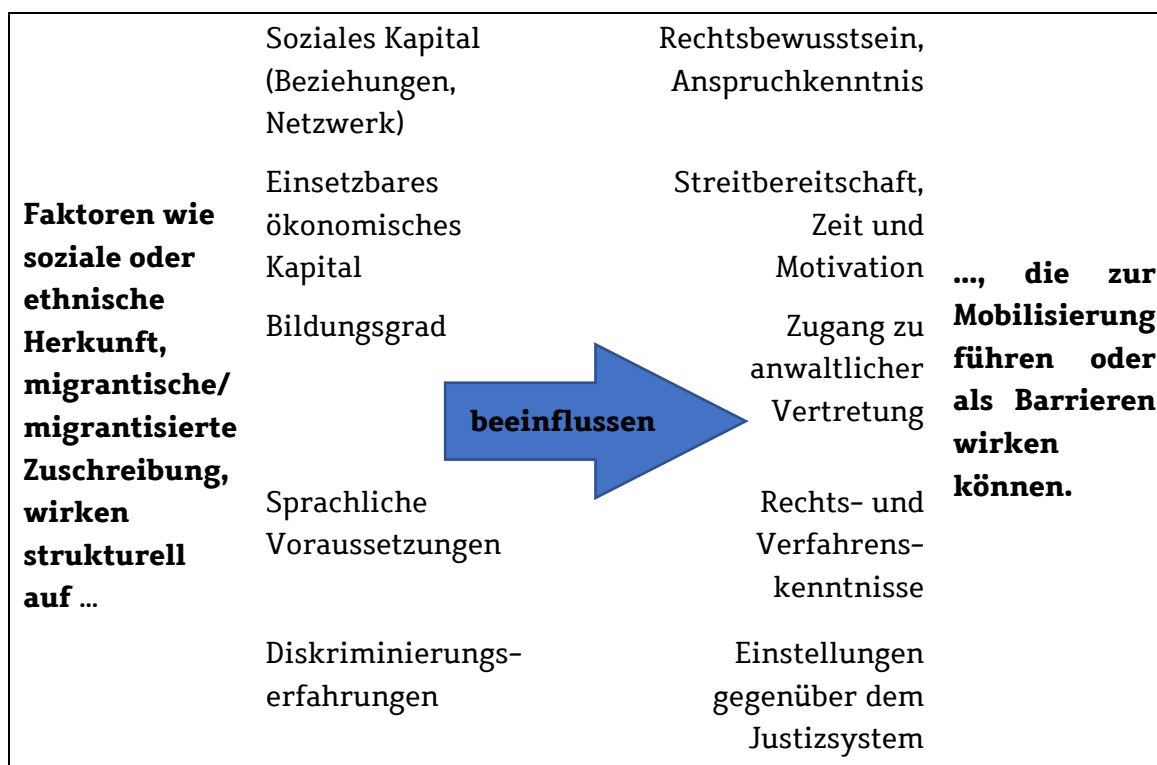 Faktoren wie
soziale oder
ethnische
Herkunft,
migrantische/
migrantisierte
Zuschreibung,
wirken
strukturell
auf ...
Soziales Kapital
(Beziehungen,
Netzwerk)
Einsetzbares
ökonomisches
Kapital
Bildungsgrad
Sprachliche
Voraussetzungen
Diskriminierungs-
erfahrungen
beeinflussen
Rechtsbewusstsein,
Anspruchkenntnis
Streitbereitschaft,
Zeit und
Motivation
Zugang zu
anwaltlicher
Vertretung
Rechts- und
Verfahrens-
kenntnisse
Einstellungen
gegenüber dem
Justizsystem
..., die zur
Mobilisierung
führen oder
als Barrieren
wirken
können.